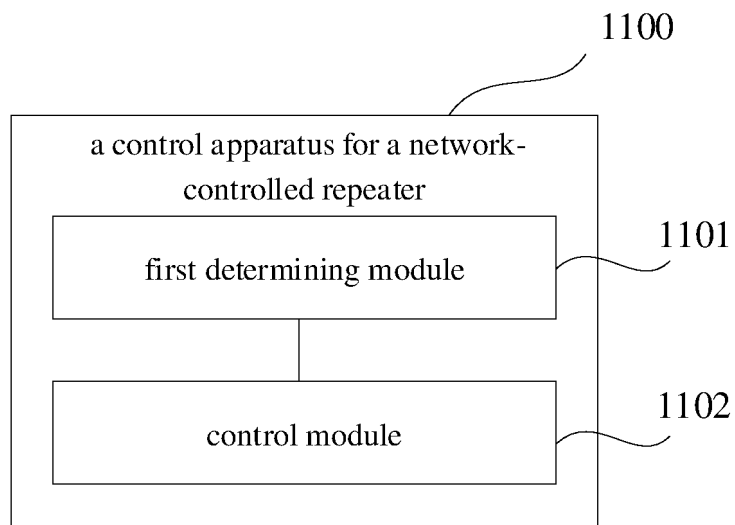 1100
a control apparatus for a network-
controlled repeater
first determining module
1101
control module
1102